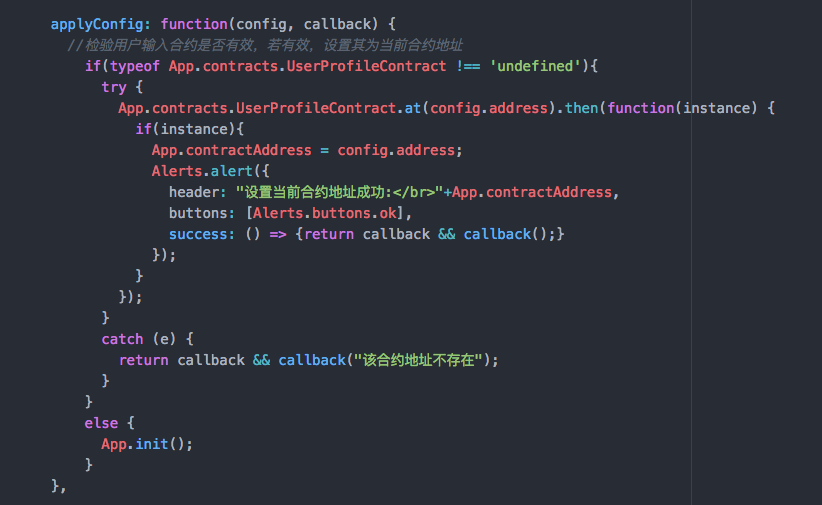 applyConfig: function(config, callback) {
//检验用户输入合约是否有效，若有效，设置其为当前合约地址
if(typeof App.contracts.UserProfileContract !== 'undefined'){
try {
App.contracts.UserProfileContract.at(config.address).then(function(instance) {
if(instance){
App.contractAddress = config.address;
Alerts.alert({
header: "设置当前合约地址成功:</br>"+App.contractAddress,
buttons: [Alerts.buttons.ok],
success: () => {return callback && callback();}
});
}
});
}
catch (e) {
return callback && callback("该合约地址不存在");
}
}
else {
App.init();
}
},